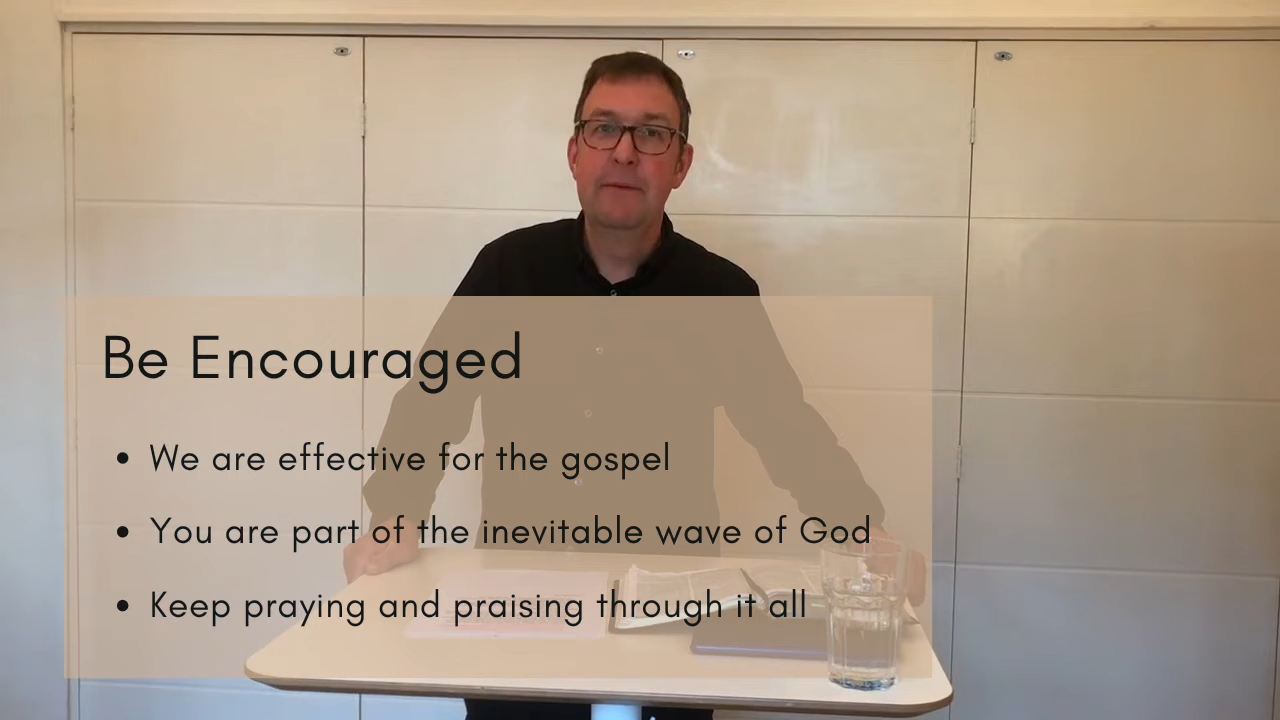 Be Encouraged
• We are effective for the gospel
• You are part of the inevitable wave of God
• Keep praying and praising through it all